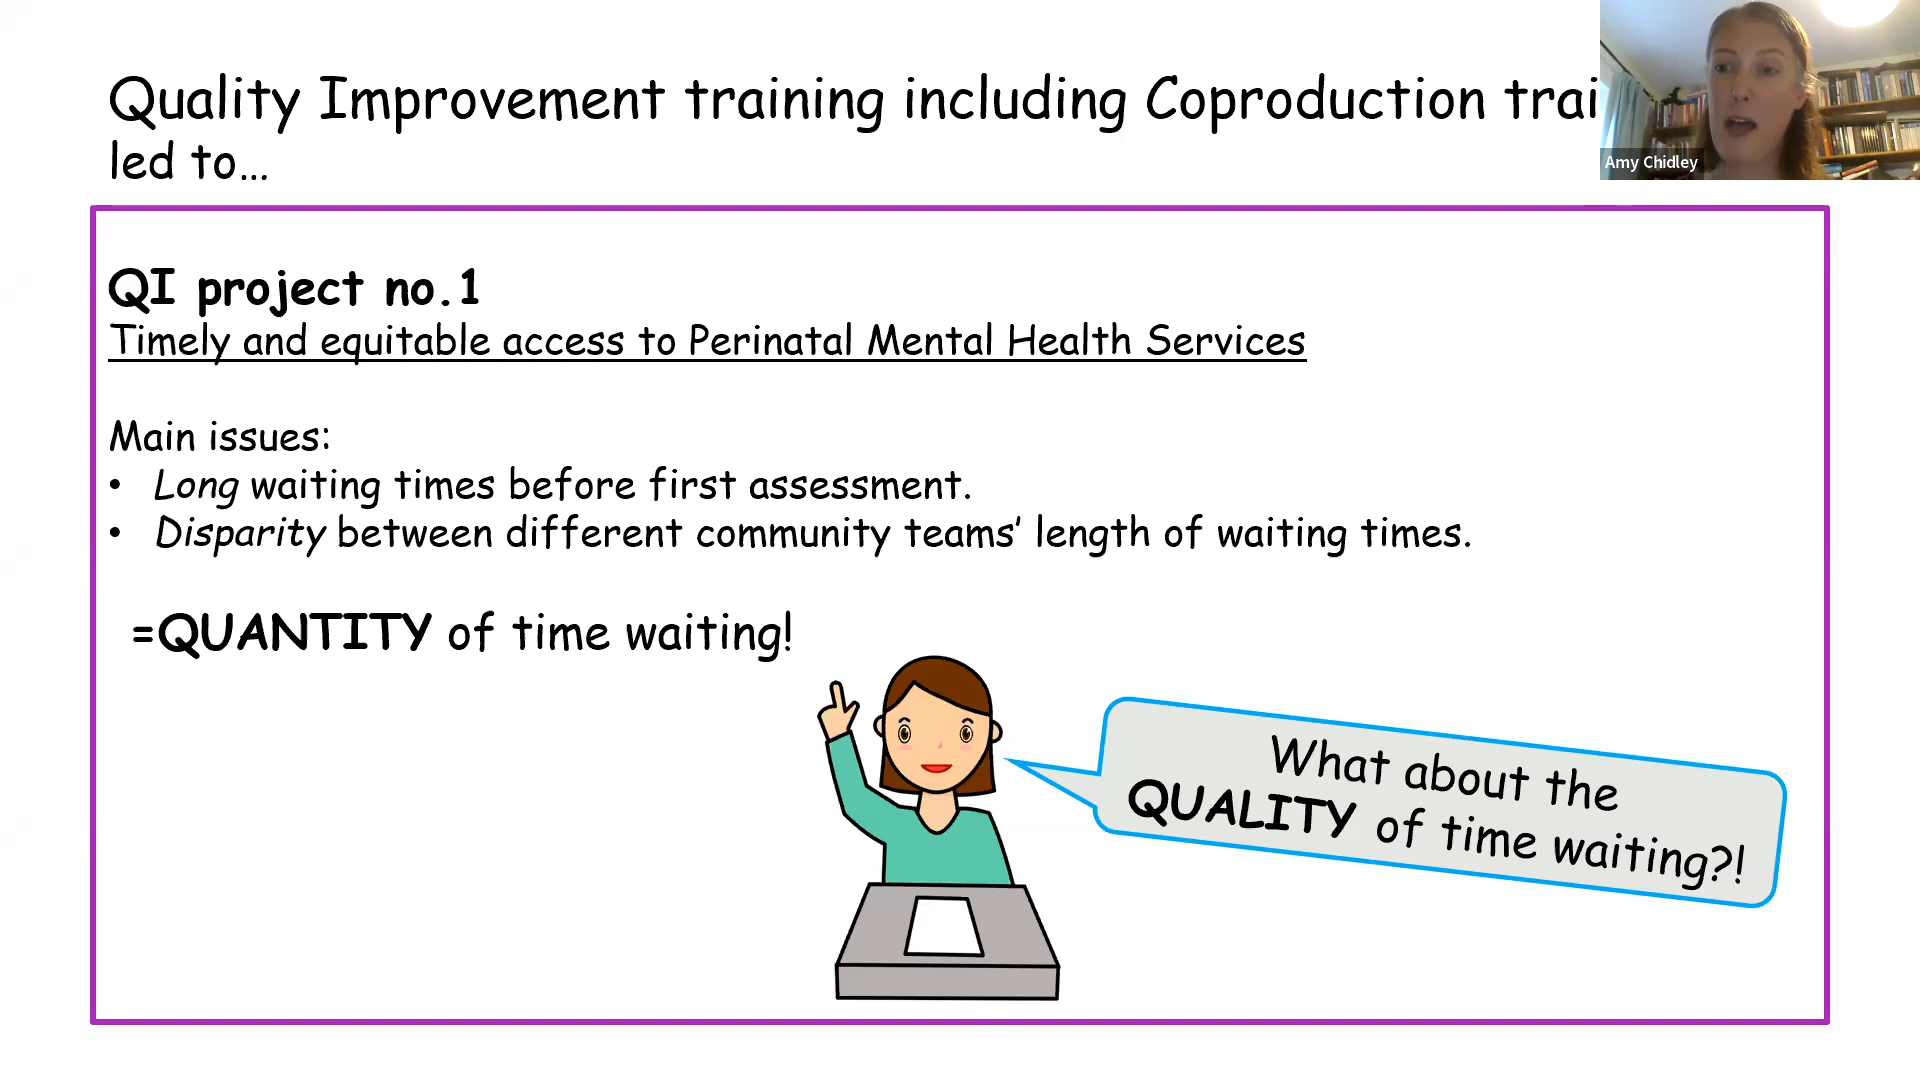 Quality Improvement training including Coproduction
led to...
Amy Chidley
QI project no.1
Timely and equitable access to Perinatal Mental Health Services
Main issues:
• Long waiting times before first assessment.
• Disparity between different community teams' length of waiting times.
=QUANTITY of time waiting!
What about the
QUALITY of time waiting?!